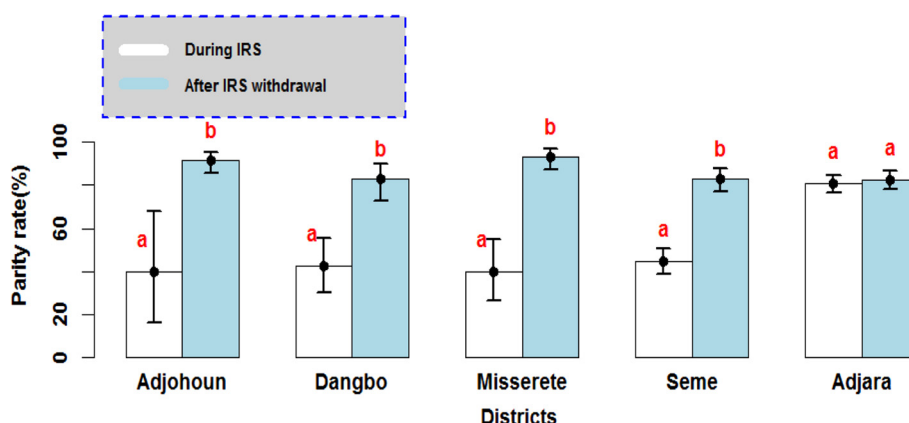 During IRS
After IRS withdrawal
Parity rate(%)
100
60
20
0
a
b
a
b
a
b
a
b
a
a
Adjohoun
Dangbo
Misserete
Seme
Adjara
Districts